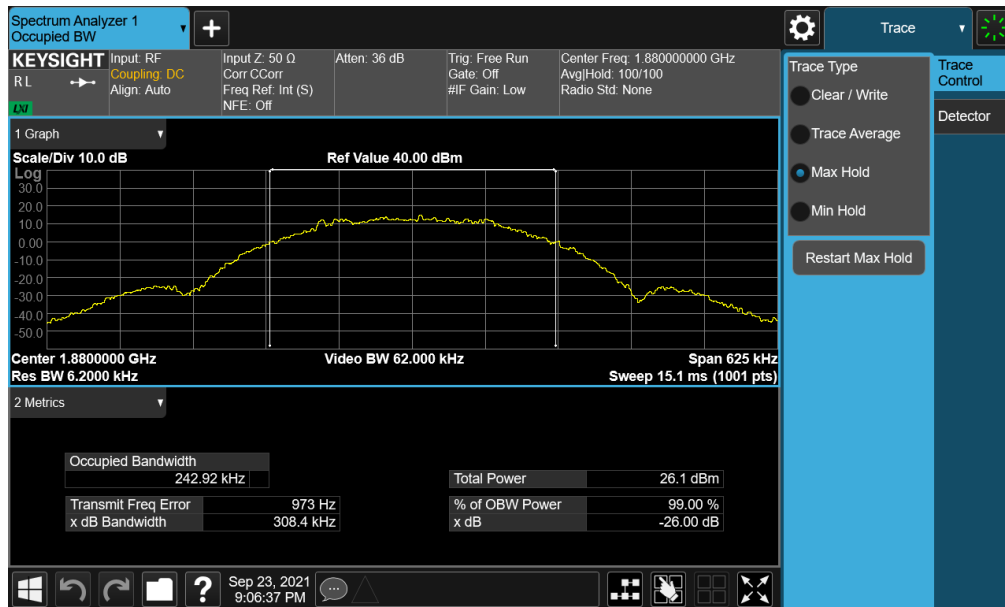 Spectrum Analyzer 1
Occupied BW
+
Trace
KEYSIGHT
RL
LXI
Input: RF
Coupling: DC
Align: Auto
Input Z: 50 Ω
Corr CCorr
Freq Ref: Int (S)
NFE: Off
Atten: 36 dB
Trig: Free Run
Gate: Off
#IF Gain: Low
Center Freq: 1.880000000 GHz
Avg|Hold: 100/100
Radio Std: None
Trace Type
Clear / Write
Trace Average
Max Hold
Min Hold
Restart Max Hold
Trace
Control
Detector
1 Graph
Scale/Div 10.0 dB
Ref Value 40.00 dBm
Log
30.0
20.0
10.0
0.00
-10.0
-20.0
-30.0
-40.0
-50.0
Center 1.8800000 GHz
Video BW 62.000 kHz
Span 625 kHz
Res BW 6.2000 kHz
Sweep 15.1 ms (1001 pts)
2 Metrics
Occupied Bandwidth
242.92 kHz
Total Power 26.1 dBm
Transmit Freq Error 973 Hz
% of OBW Power 99.00 %
x dB Bandwidth 308.4 kHz
x dB -26.00 dB
?
Sep 23, 2021
9:06:37 PM